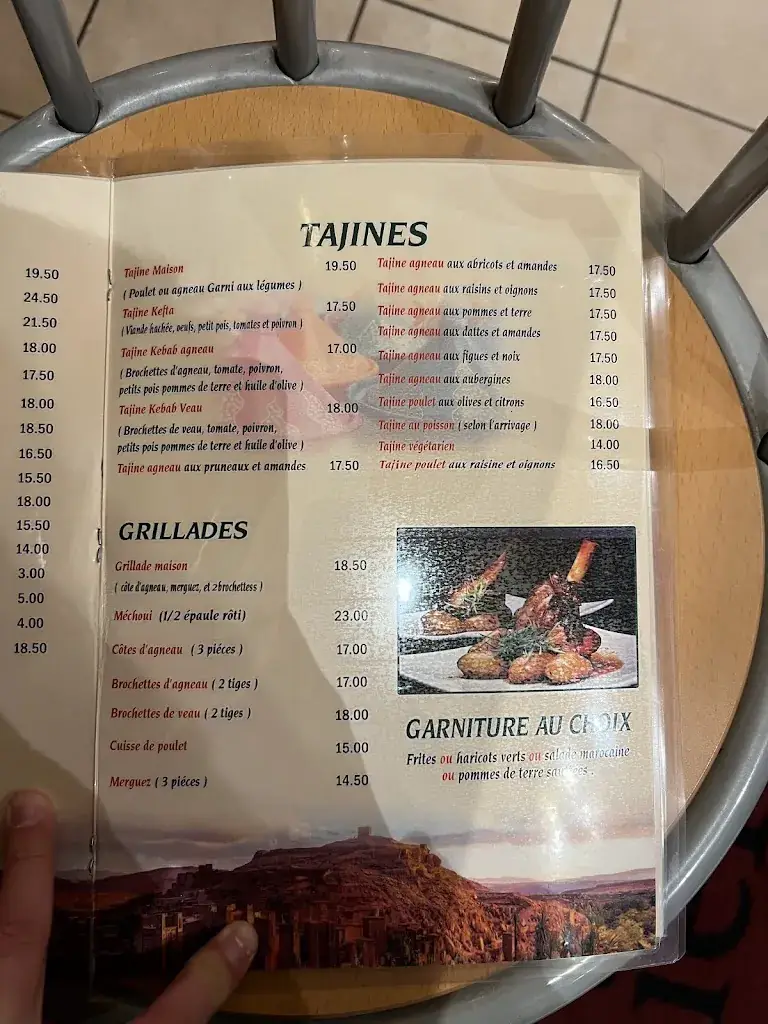 19.50
24.50
21.50
18.00
17.50
18.00
18.50
16.50
15.50
18.00
15.50
14.00
3.00
5.00
4.00
18.50
TAJINES
Tajine Maison 19.50
( Poulet ou agneau Garni aux légumes )
Tajine Kefta 17.50
( Viande hachée, oeufs, petit pois, tomates et poivron )
Tajine Kebab agneau 17.00
( Brochettes d'agneau, tomate, poivron,
petits pois pommes de terre et huile d'olive )
Tajine Kebab Veau 18.00
( Brochettes de veau, tomate, poivron,
petits pois pommes de terre et huile d'olive )
Tajine agneau aux pruneaux et amandes 17.50
Tajine agneau aux abricots et amandes 17.50
Tajine agneau aux raisins et oignons 17.50
Tajine agneau aux pommes et terre 17.50
Tajine agneau aux dattes et amandes 17.50
Tajine agneau aux figues et noix 17.50
Tajine agneau aux aubergines 18.00
Tajine poulet aux olives et citrons 16.50
Tajine au poisson ( selon l'arrivage ) 18.00
Tajine végétarien 14.00
Tajine poulet aux raisine et oignons 16.50
GRILLADES
Grillade maison 18.50
( côte d'agneau, merguez, et 2brochettess )
Méchoui (1/2 épaule rôti) 23.00
Côtes d'agneau ( 3 piéces ) 17.00
Brochettes d'agneau ( 2 tiges ) 17.00
Brochettes de veau ( 2 tiges ) 18.00
Cuisse de poulet 15.00
Merguez ( 3 piéces ) 14.50
GARNITURE AU CHOIX
Frites ou haricots verts ou salade marocaine
ou pommes de terre sautées .